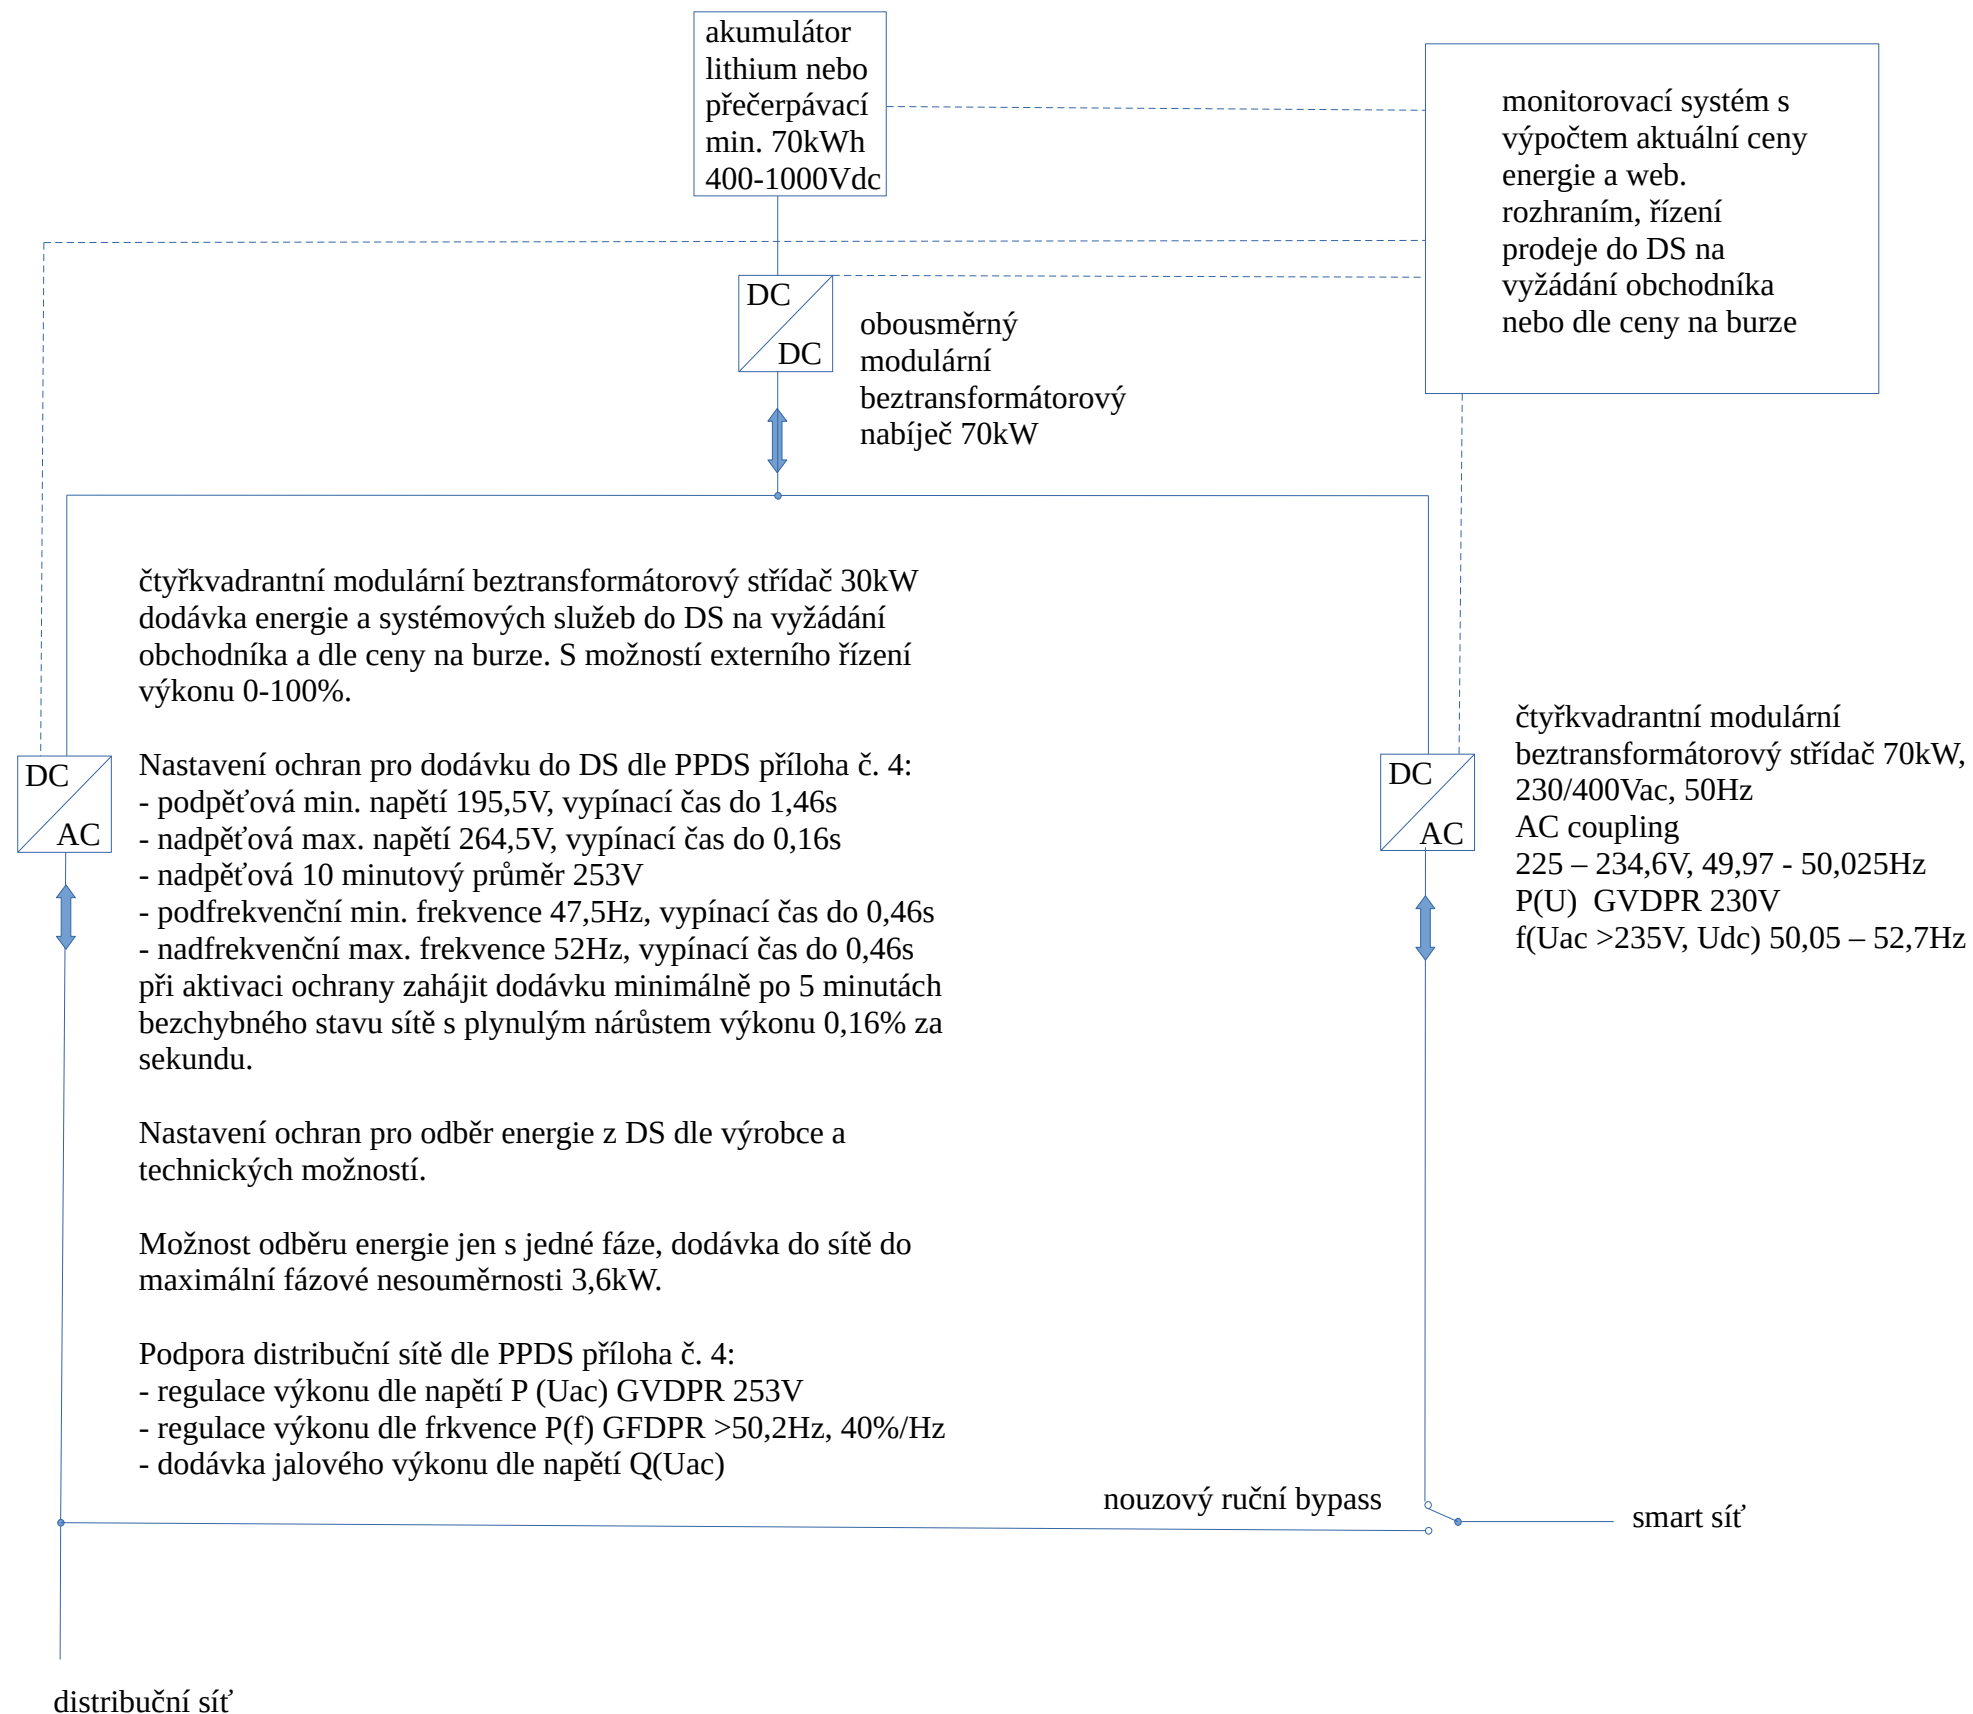 akumulátor
lithium nebo
přečerpávací
min. 70kWh
400-1000Vdc
monitorovací systém s
výpočtem aktuální ceny
energie a web.
rozhraním, řízení
prodeje do DS na
vyžádání obchodníka
nebo dle ceny na burze
DC
DC
obousměrný
modulární
beztransformátorový
nabíječ 70kW
čtyřkvadrantní modulární beztransformátorový střídač 30kW
dodávka energie a systémových služeb do DS na vyžádání
obchodníka a dle ceny na burze. S možností externího řízení
výkonu 0-100%.
DC
AC
Nastavení ochran pro dodávku do DS dle PPDS příloha č. 4:
- podpěťová min. napětí 195,5V, vypínací čas do 1,46s
- nadpěťová max. napětí 264,5V, vypínací čas do 0,16s
- nadpěťová 10 minutový průměr 253V
- podfrekvenční min. frekvence 47,5Hz, vypínací čas do 0,46s
- nadfrekvenční max. frekvence 52Hz, vypínací čas do 0,46s
při aktivaci ochrany zahájit dodávku minimálně po 5 minutách
bezchybného stavu sítě s plynulým nárůstem výkonu 0,16% za
sekundu.
Nastavení ochran pro odběr energie z DS dle výrobce a
technických možností.
Možnost odběru energie jen s jedné fáze, dodávka do sítě do
maximální fázové nesouměrnosti 3,6kW.
Podpora distribuční sítě dle PPDS příloha č. 4:
- regulace výkonu dle napětí P (Uac) GVDPR 253V
- regulace výkonu dle frkvence P(f) GFDPR >50,2Hz, 40%/Hz
- dodávka jalového výkonu dle napětí Q(Uac)
DC
AC
čtyřkvadrantní modulární
beztransformátorový střídač 70kW,
230/400Vac, 50Hz
AC coupling
225 – 234,6V, 49,97 - 50,025Hz
P(U)  GVDPR 230V
f(Uac >235V, Udc) 50,05 – 52,7Hz
nouzový ruční bypass
smart síť
distribuční síť